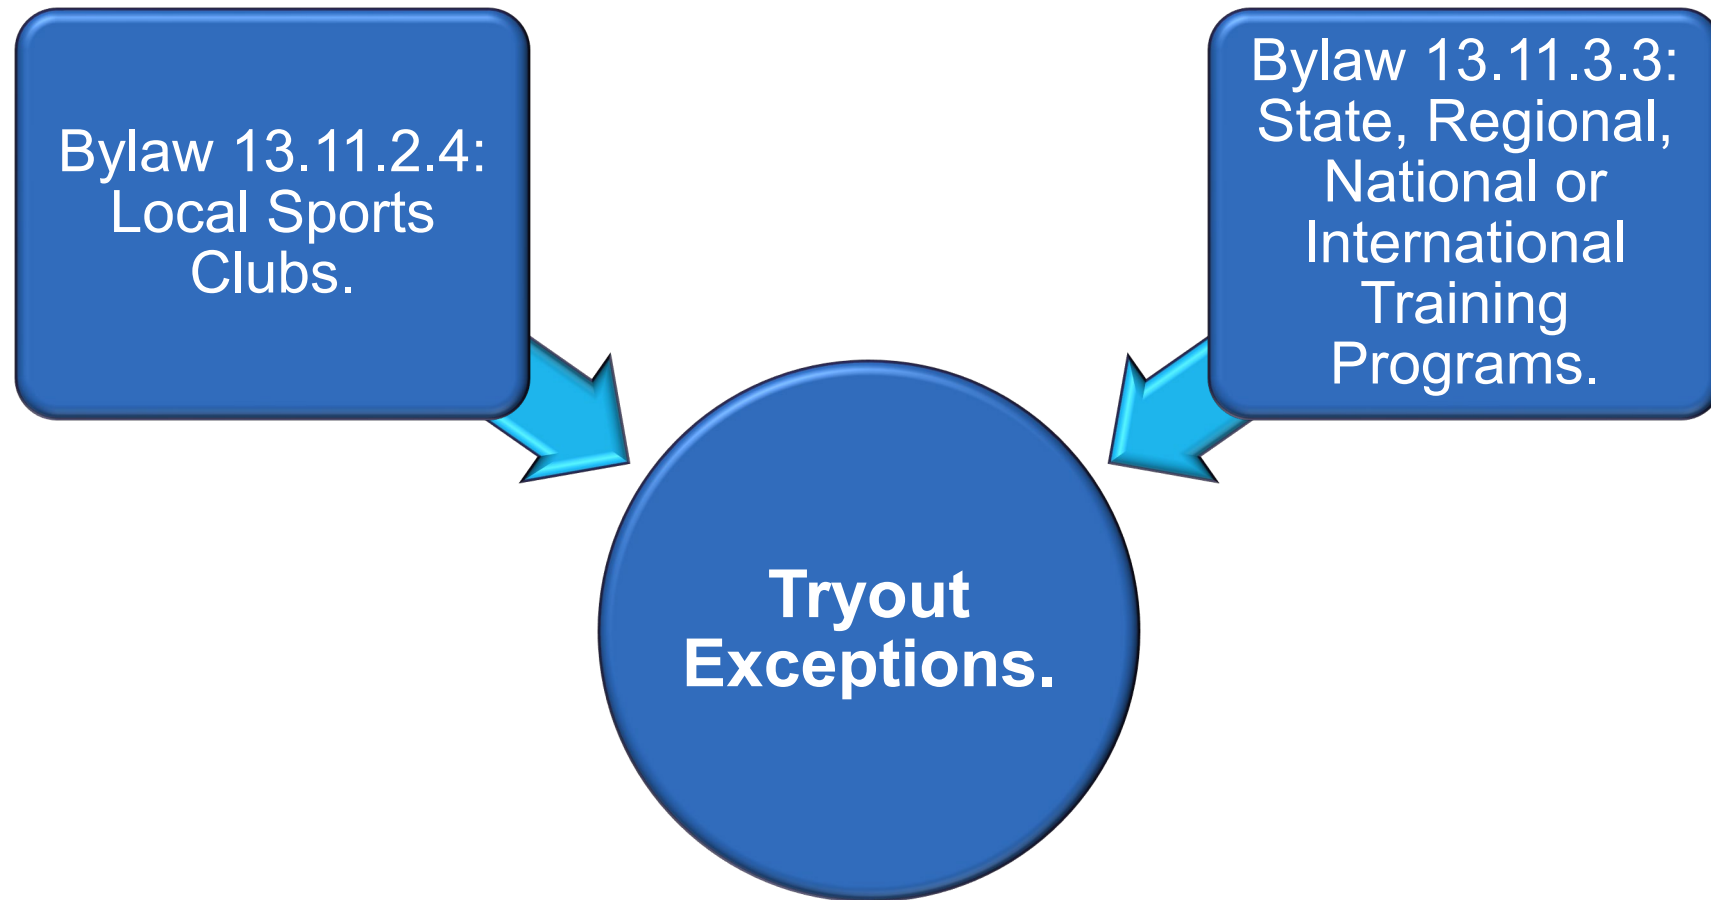 Bylaw 13.11.2.4:
Local Sports
Clubs.
Bylaw 13.11.3.3:
State, Regional,
National or
International
Training
Programs.
Tryout
Exceptions.